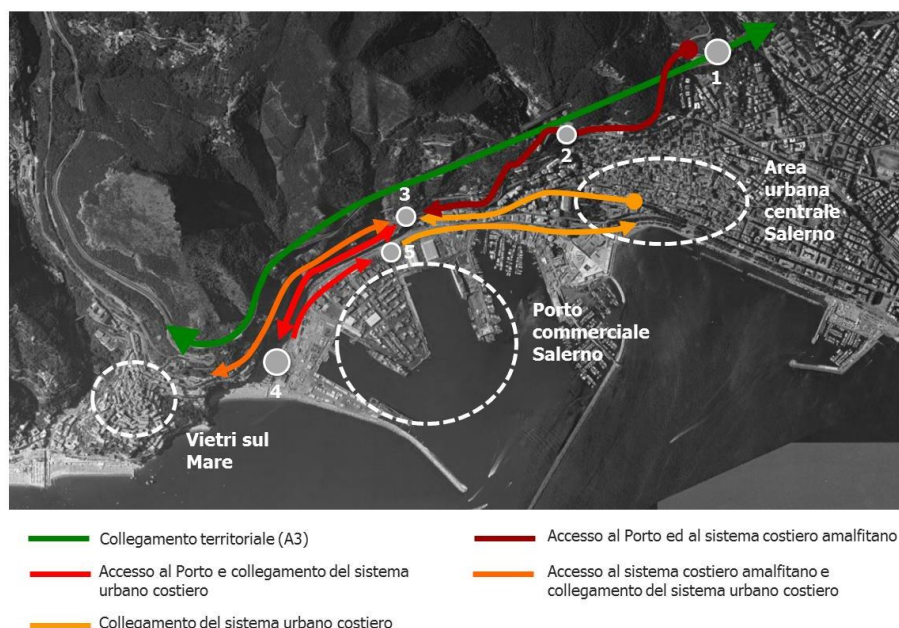 1
2
3
5
4
Area
urbana
centrale
Salerno
Porto
commerciale
Salerno
Vietri sul
Mare
Collegamento territoriale (A3)
Accesso al Porto e collegamento del sistema
urbano costiero
Collegamento del sistema urbano costiero
Accesso al Porto ed al sistema costiero amalfitano
Accesso al sistema costiero amalfitano e
collegamento del sistema urbano costiero